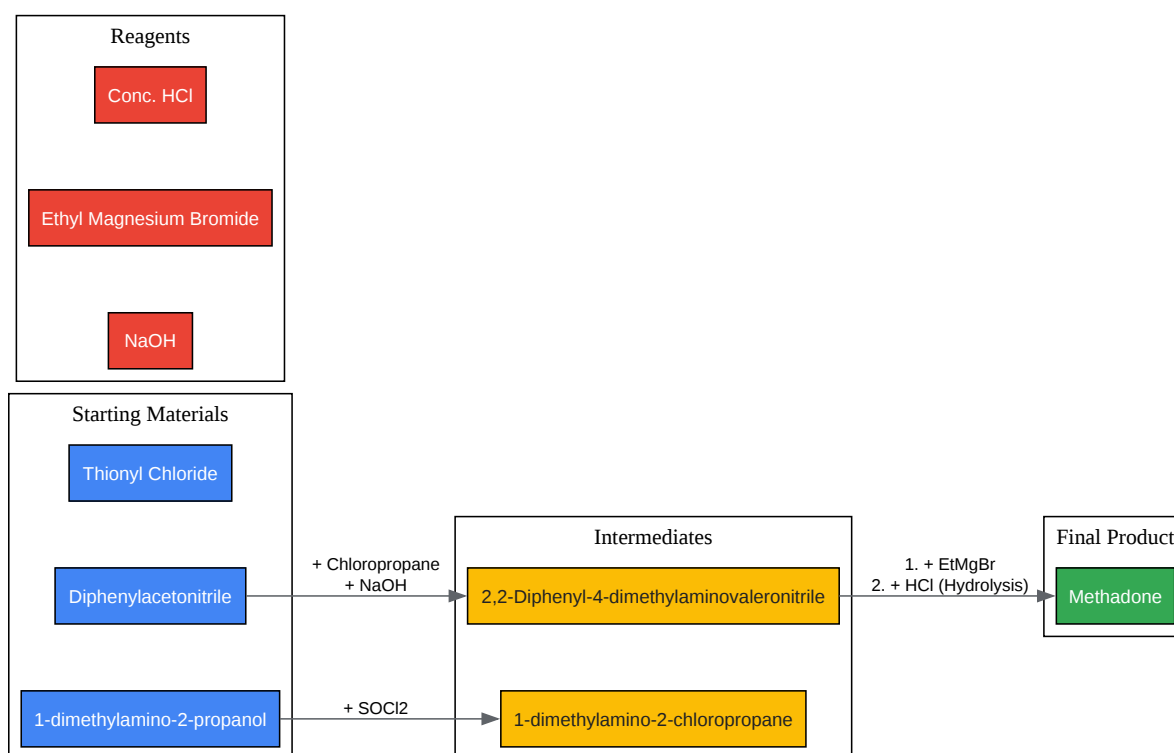 Reagents
Conc. HCl
Ethyl Magnesium Bromide
NaOH
Starting Materials
Thionyl Chloride
Diphenylacetonitrile
1-dimethylamino-2-propanol
+ Chloropropane
+ NaOH
+ SOCl2
Intermediates
2,2-Diphenyl-4-dimethylaminovaleronitrile
1-dimethylamino-2-chloropropane
1. + EtMgBr
2. + HCl (Hydrolysis)
Final Product
Methadone